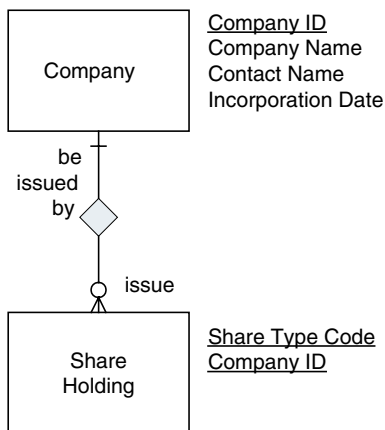 Company
Company ID
Company Name
Contact Name
Incorporation Date
be
issued
by
issue
Share
Holding
Share Type Code
Company ID